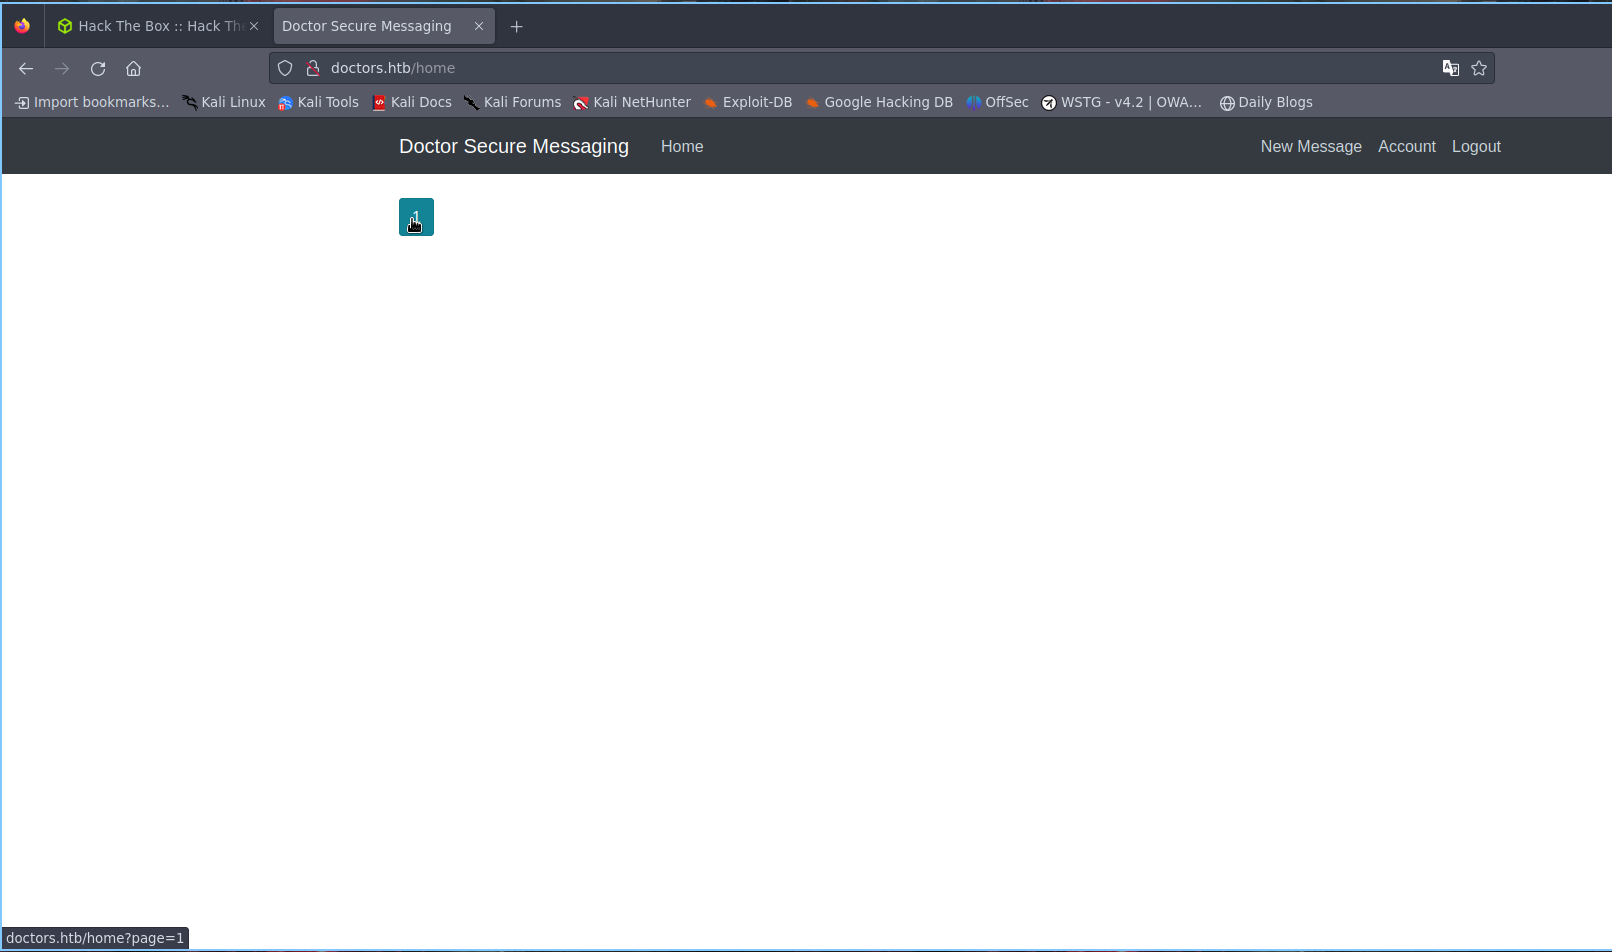 Hack The Box :: Hack The
Doctor Secure Messaging
doctors.htb/home
Import bookmarks... Kali Linux Kali Tools Kali Docs Kali Forums Kali NetHunter Exploit-DB Google Hacking DB OffSec WSTG - v4.2 | OWA... Daily Blogs
Doctor Secure Messaging Home New Message Account Logout
1
doctors.htb/home?page=1